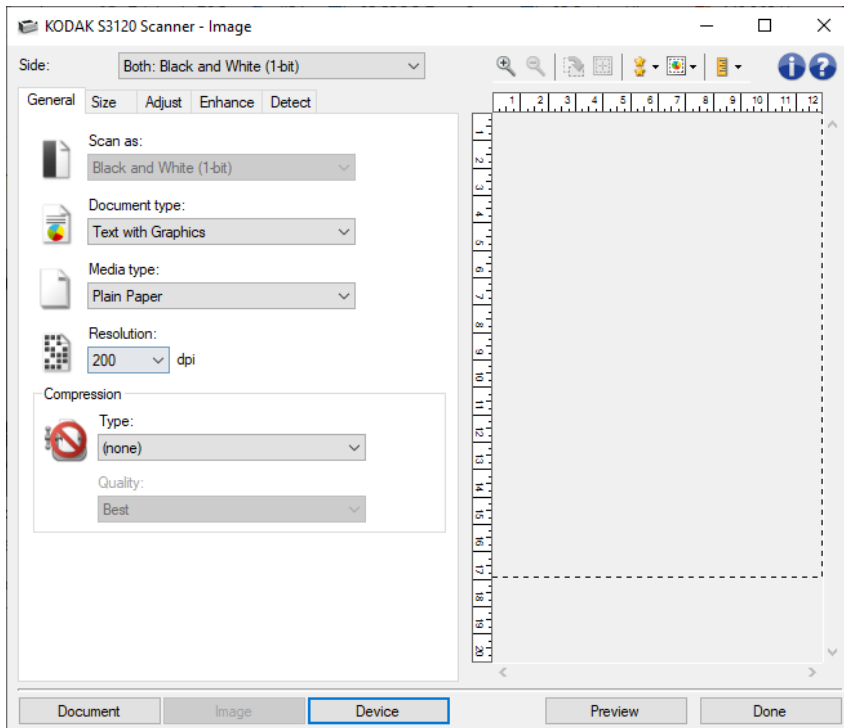 KODAK S3120 Scanner - Image
Side: Both: Black and White (1-bit)
General Size Adjust Enhance Detect
Scan as:
Black and White (1-bit)
Document type:
Text with Graphics
Media type:
Plain Paper
Resolution:
200 dpi
Compression
Type:
(none)
Quality:
Best
1 2 3 4 5 6 7 8 9 10 11 12
1
2
3
4
5
6
7
8
9
10
11
12
13
14
15
16
17
18
19
20
Document Image Device Preview Done